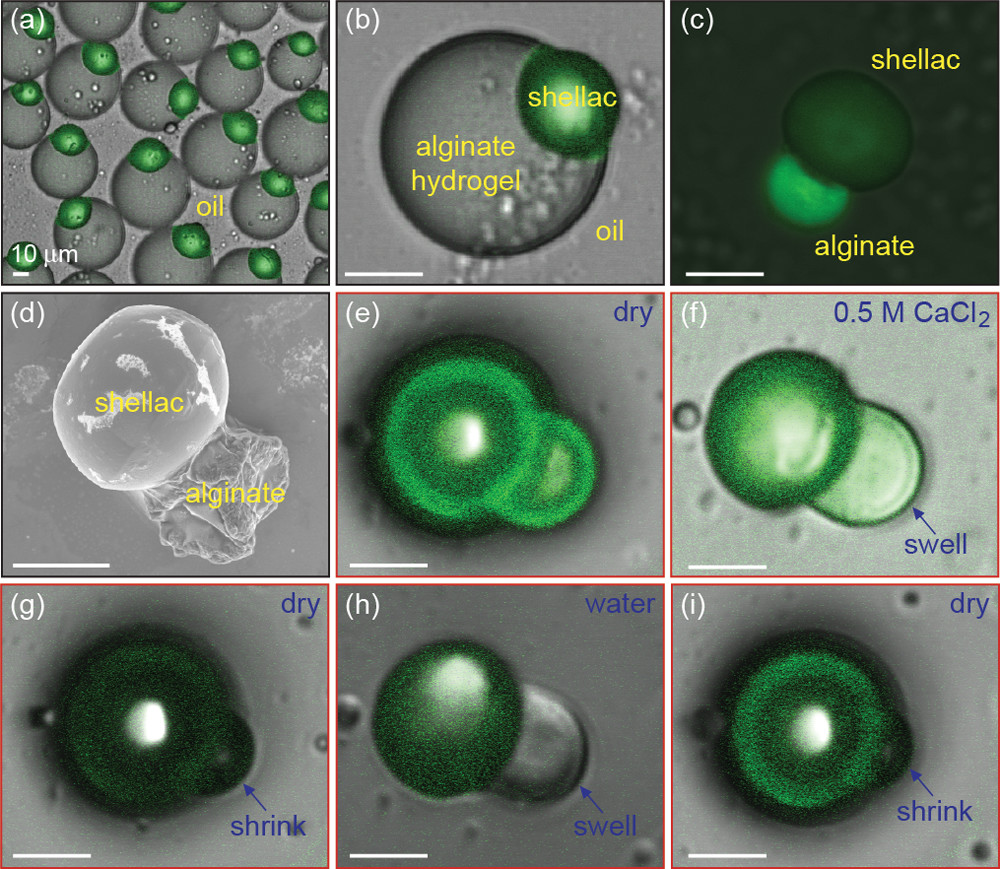 (a)
oil
10 μm
(b)
shellac
alginate
hydrogel
oil
(c)
shellac
alginate
(d)
shellac
alginate
(e)
dry
(f)
0.5 M CaCl₂
swell
(g)
dry
shrink
(h)
water
swell
(i)
dry
shrink